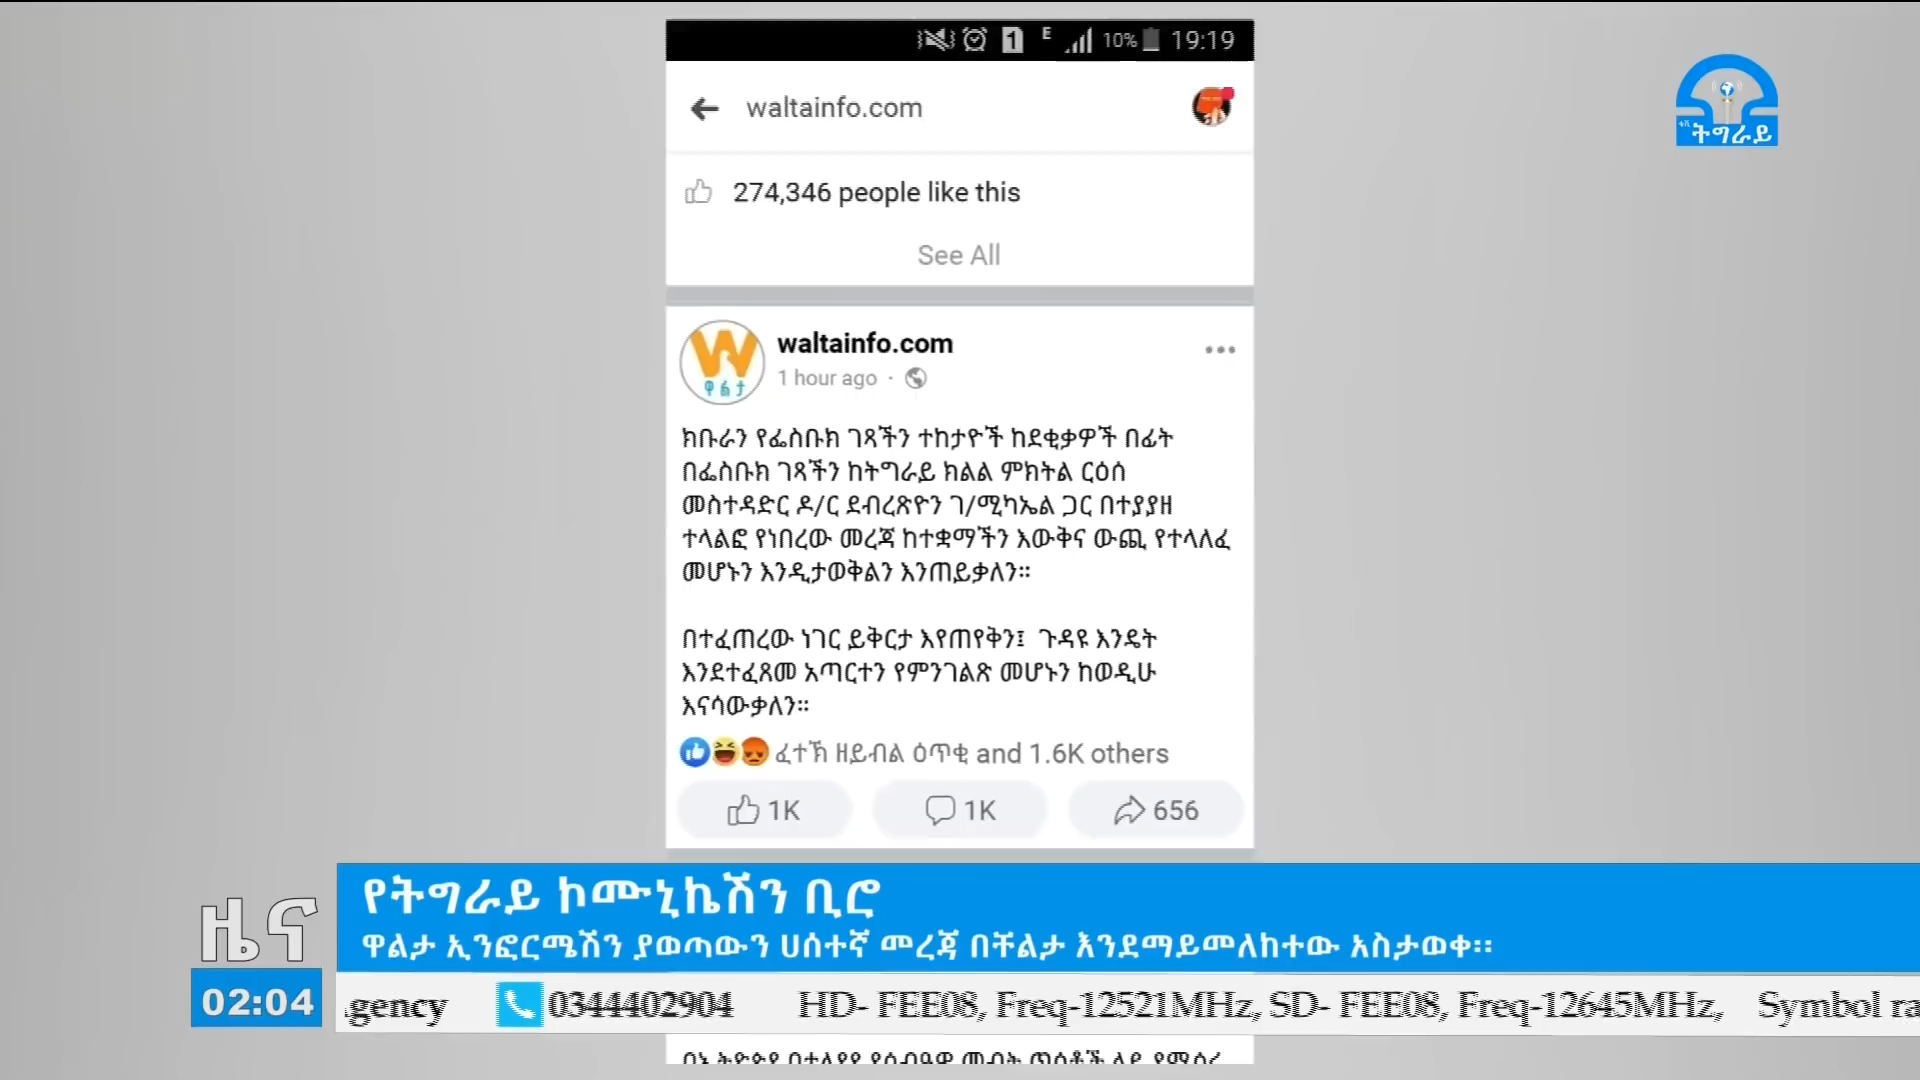 E 10% 19:19
waltainfo.com
274,346 people like this
See All
ትግራይ
waltainfo.com
1 hour ago
ዋልታ
ክቡራን የፌስቡክ ገጻችን ተከታዮች ከደቂቃዎች በፊት
በፌስቡክ ገጻችን ከትግራይ ክልል ምክትል ርዕሰ
መስተዳድር ዶ/ር ደብረጽዮን ገ/ሚካኤል ጋር በተያያዘ
ተላልፎ የነበረው መረጃ ከተቋማችን እውቅና ውጪ የተላለፈ
መሆኑን እንዲታወቅልን እንጠይቃለን።
በተፈጠረው ነገር ይቅርታ እየጠየቅን፤ ጉዳዩ እንዴት
እንደተፈጸመ አጣርተን የምንገልጽ መሆኑን ከወዲሁ
እናሳውቃለን።
ፈተኽ ዘይብል ዕጥቂ and 1.6K others
1K 1K 656
ዜና
የትግራይ ኮሙኒኬሽን ቢሮ
ዋልታ ኢንፎርሜሽን ያወጣውን ሀሰተኛ መረጃ በቸልታ እንደማይመለከተው አስታወቀ፡፡
02:04
gency 0344402904 HD- FEE08, Freq-12521MHz, SD- FEE08, Freq-12645MHz, Symbol ra